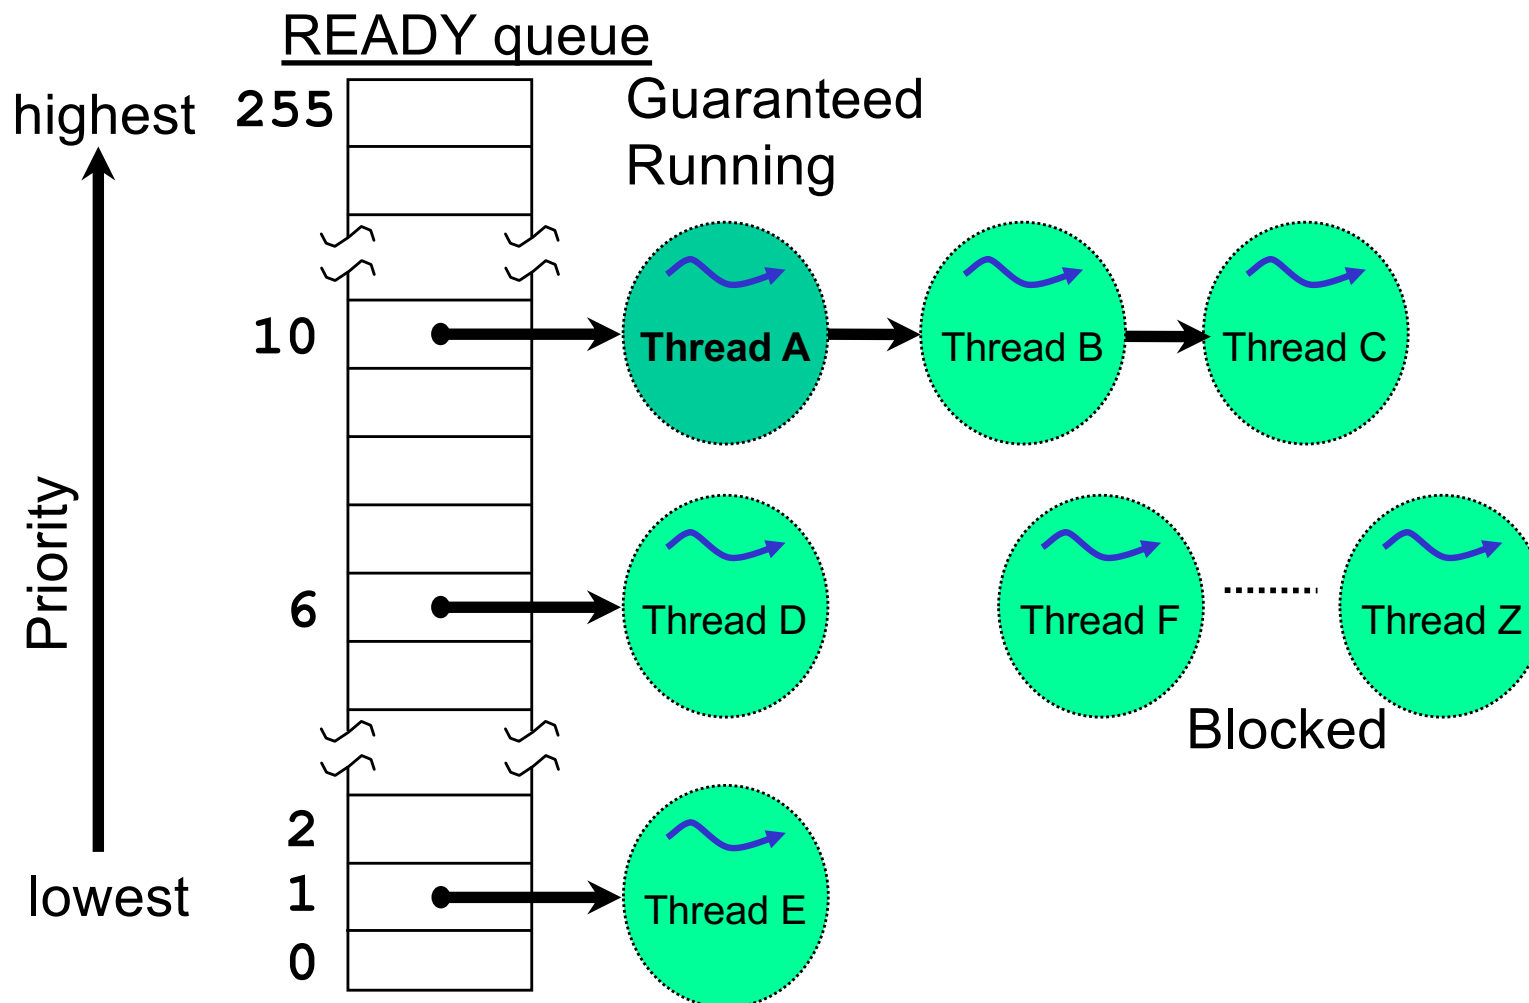 READY queue
highest
255
Guaranteed
Running
10
Thread A
Thread B
Thread C
Priority
6
Thread D
Thread F
Thread Z
Blocked
2
lowest
1
Thread E
0